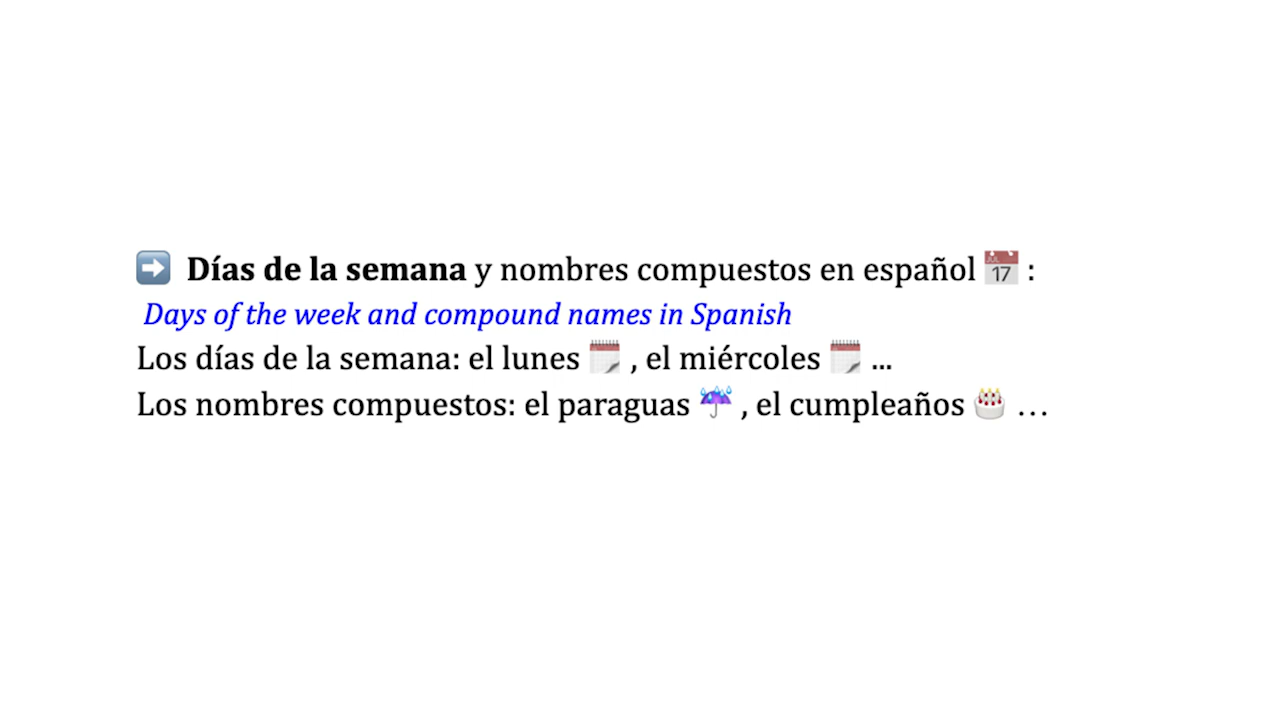 ➡️ Días de la semana y nombres compuestos en español 📅 :
Days of the week and compound names in Spanish
Los días de la semana: el lunes 🗓️ , el miércoles 🗓️ ...
Los nombres compuestos: el paraguas ☔ , el cumpleaños 🎂 …